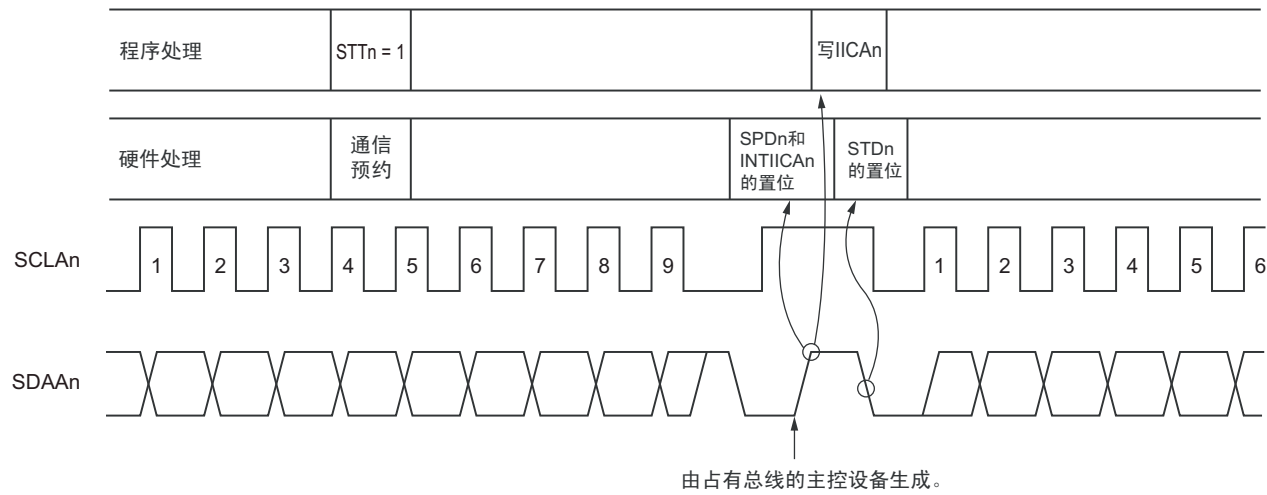 程序处理
STTn = 1
写IICAn
硬件处理
通信
预约
SPDn和
INTIICAn
的置位
STDn
的置位
SCLAn
1 2 3 4 5 6 7 8 9 1 2 3 4 5 6
SDAAn
由占有总线的主控设备生成。